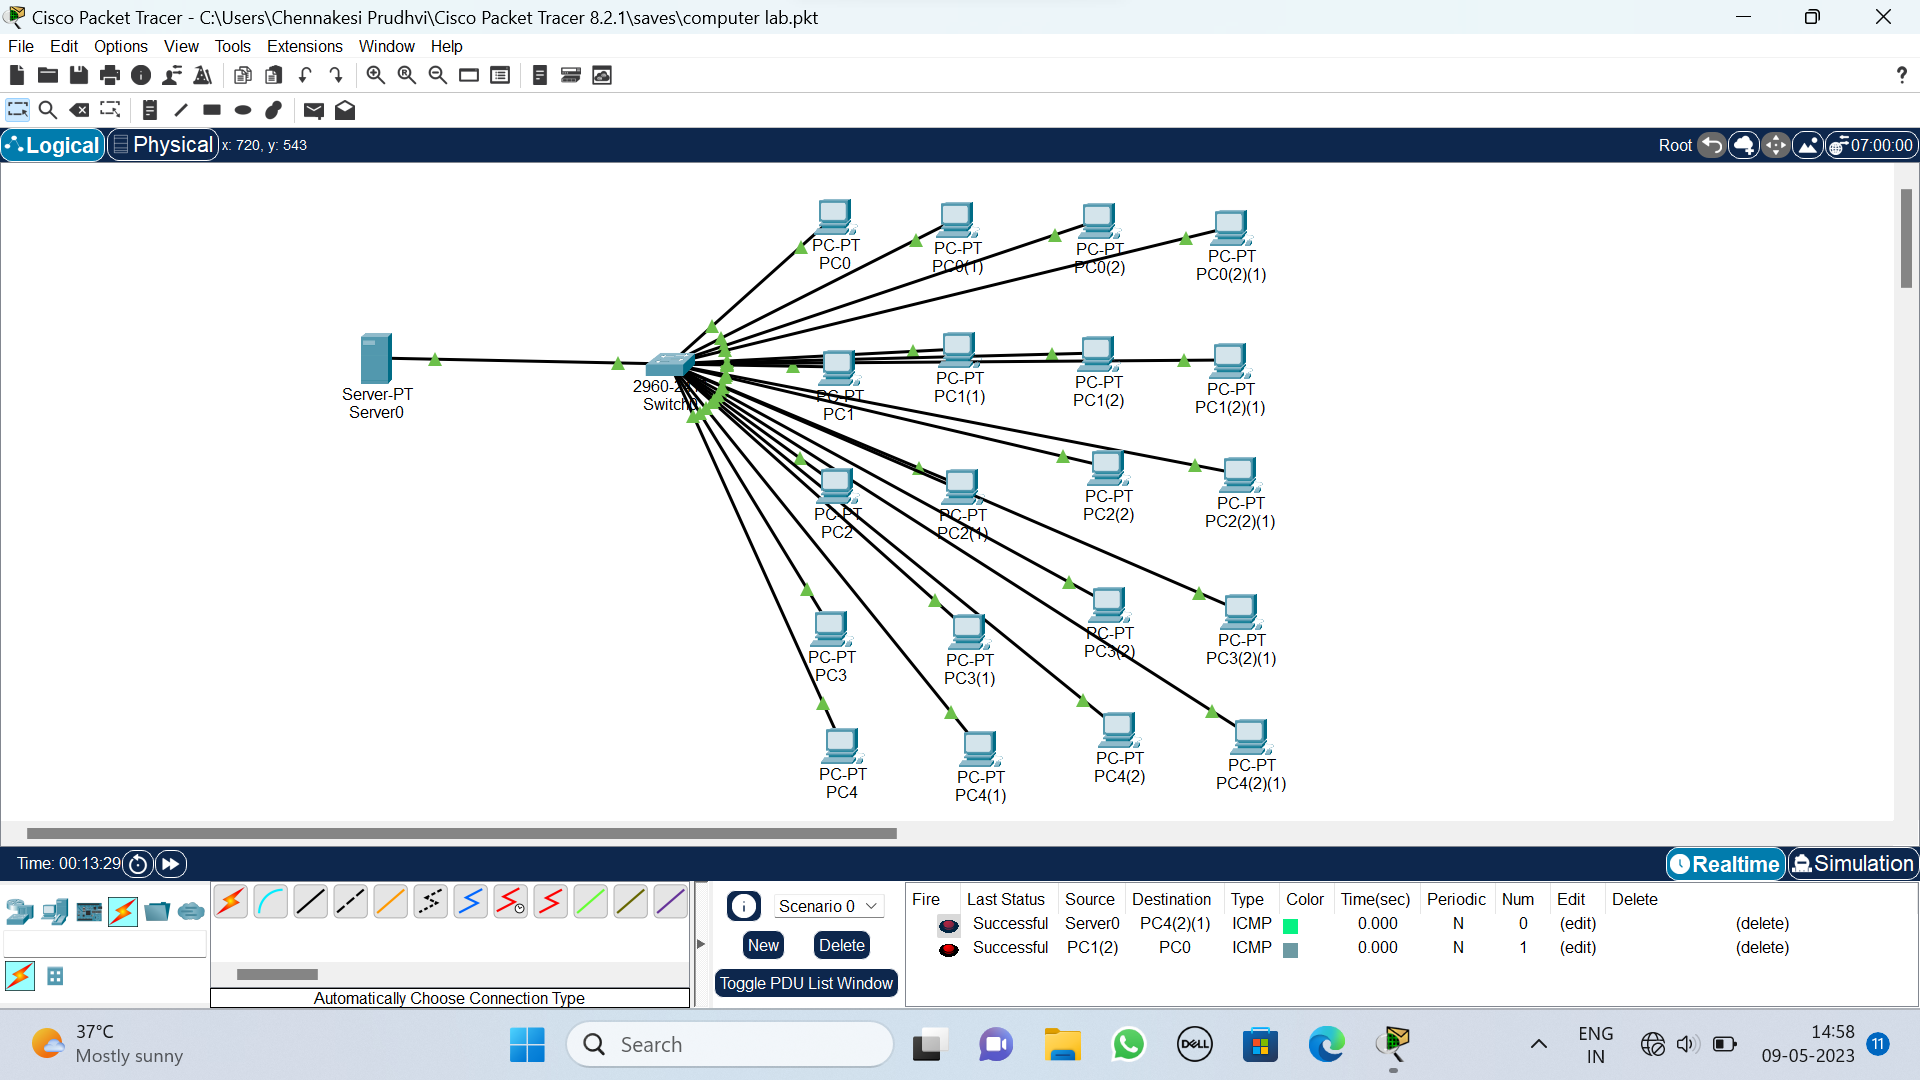 Cisco Packet Tracer - C:\Users\Chennakesi Prudhvi\Cisco Packet Tracer 8.2.1\saves\computer lab.pkt
File Edit Options View Tools Extensions Window Help
?
Logical Physical x: 720, y: 543
Root 07:00:00
PC-PT
PC0
PC-PT
PC0(1)
PC-PT
PC0(2)
PC-PT
PC0(2)(1)
Server-PT
Server0
Switch0
PC-PT
PC1
PC-PT
PC1(1)
PC-PT
PC1(2)
PC-PT
PC1(2)(1)
PC-PT
PC2
PC-PT
PC2(1)
PC-PT
PC2(2)
PC-PT
PC2(2)(1)
PC-PT
PC3
PC-PT
PC3(1)
PC-PT
PC3(2)
PC-PT
PC3(2)(1)
PC-PT
PC4
PC-PT
PC4(1)
PC-PT
PC4(2)
PC-PT
PC4(2)(1)
Time: 00:13:29
Realtime Simulation
Automatically Choose Connection Type
Scenario 0
New Delete
Toggle PDU List Window
Fire Last Status Source Destination Type Color Time(sec) Periodic Num Edit Delete
Successful Server0 PC4(2)(1) ICMP 0.000 N 0 (edit) (delete)
Successful PC1(2) PC0 ICMP 0.000 N 1 (edit) (delete)
37°C
Mostly sunny
Search
DELL
ENG
IN
14:58
09-05-2023
11